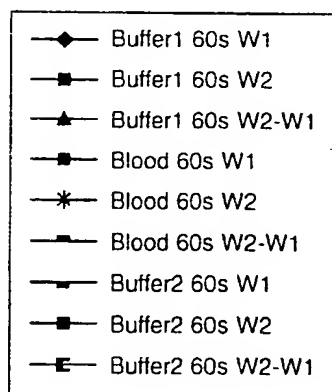 Buffer1 60s W1
Buffer1 60s W2
Buffer1 60s W2-W1
Blood 60s W1
Blood 60s W2
Blood 60s W2-W1
Buffer2 60s W1
Buffer2 60s W2
Buffer2 60s W2-W1